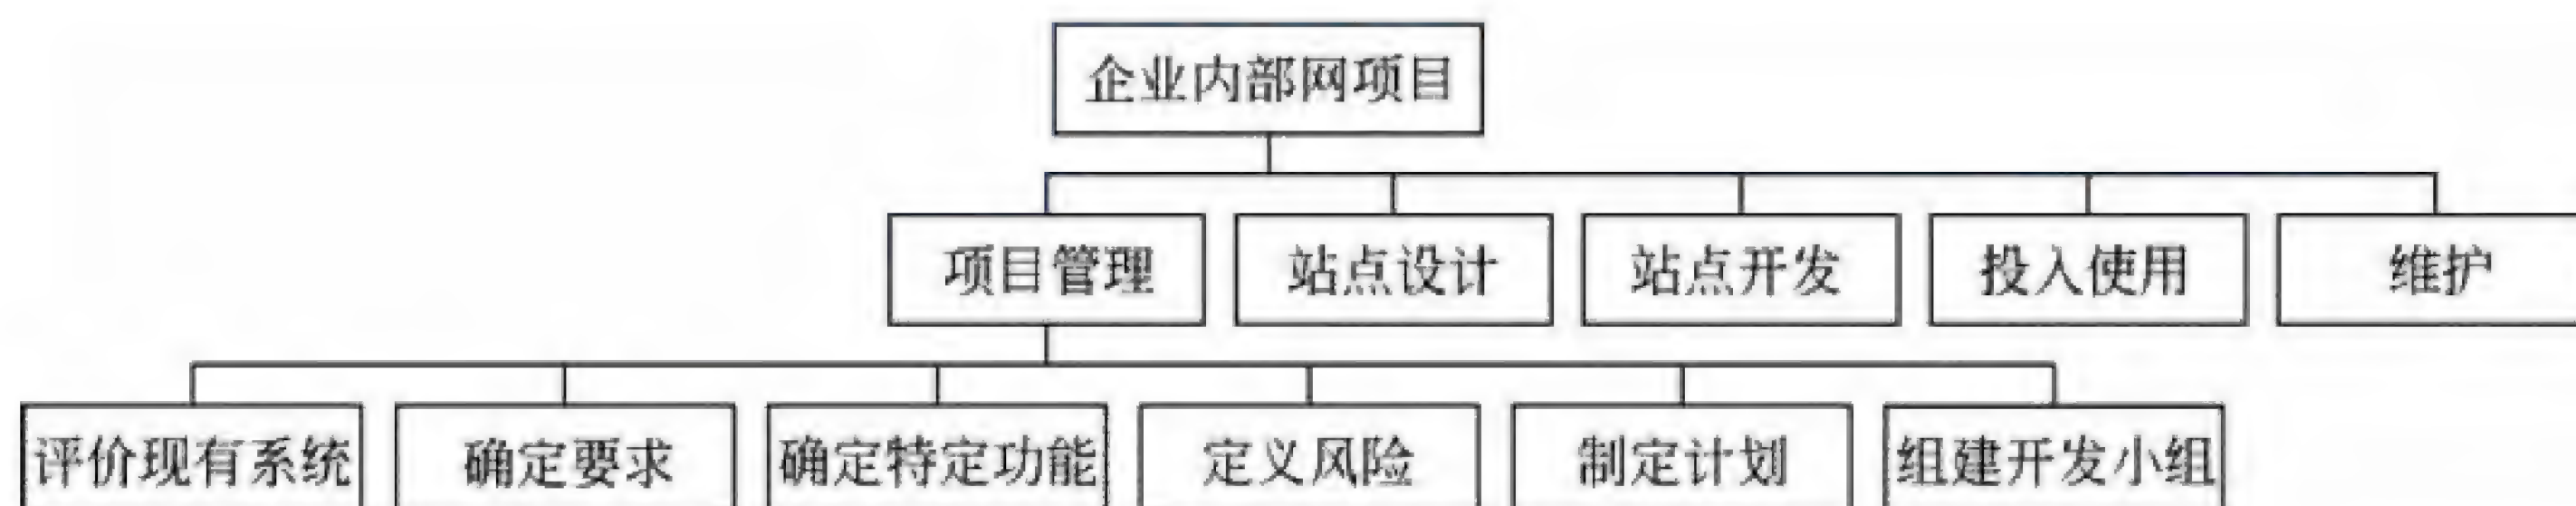 企业内部网项目
项目管理
站点设计
站点开发
投入使用
维护
评价现有系统
确定要求
确定特定功能
定义风险
制定计划
组建开发小组